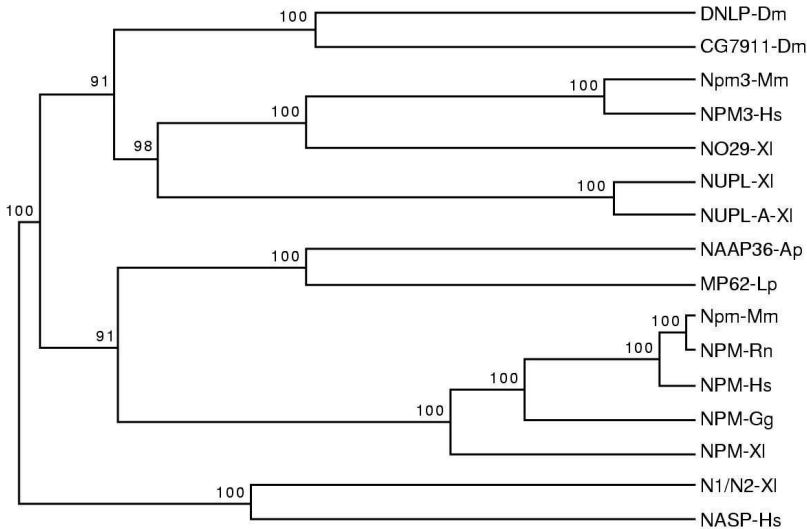 100 DNLP-Dm
CG7911-Dm
91
100 Npm3-Mm
100 NPM3-Hs
98 NO29-Xl
100 NUPL-Xl
NUPL-A-Xl
100
100 NAAP36-Ap
MP62-Lp
91
100 Npm-Mm
100 NPM-Rn
100 NPM-Hs
100 NPM-Gg
NPM-Xl
100 N1/N2-Xl
NASP-Hs